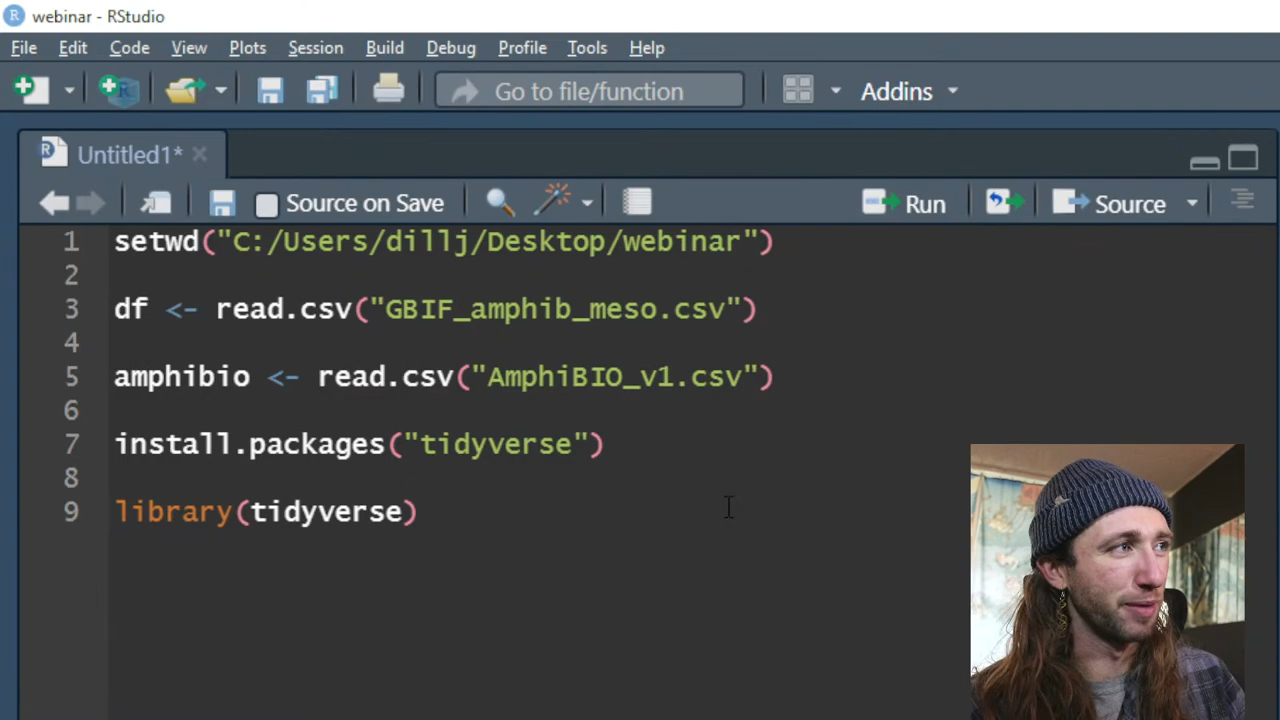 webinar - RStudio
File Edit Code View Plots Session Build Debug Profile Tools Help
Go to file/function Addins
Untitled1*
Source on Save Run Source
1 setwd("C:/Users/dillj/Desktop/webinar")
2
3 df <- read.csv("GBIF_amphib_meso.csv")
4
5 amphibio <- read.csv("AmphiBIO_v1.csv")
6
7 install.packages("tidyverse")
8
9 library(tidyverse)